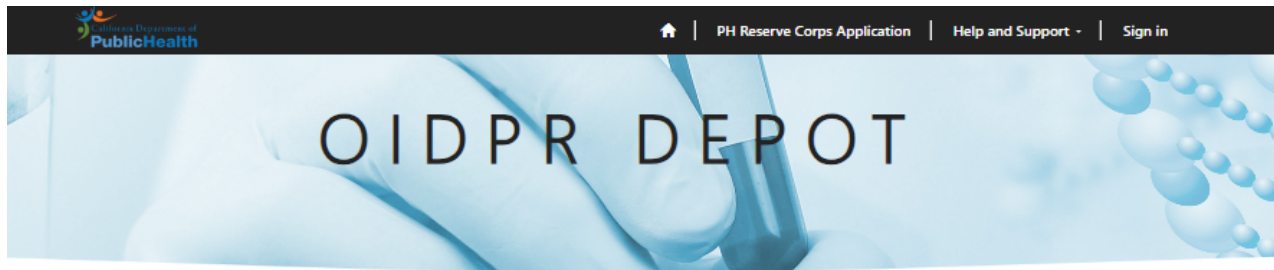 California Department of
PublicHealth
PH Reserve Corps Application
Help and Support
Sign in
OIDPR DEPOT